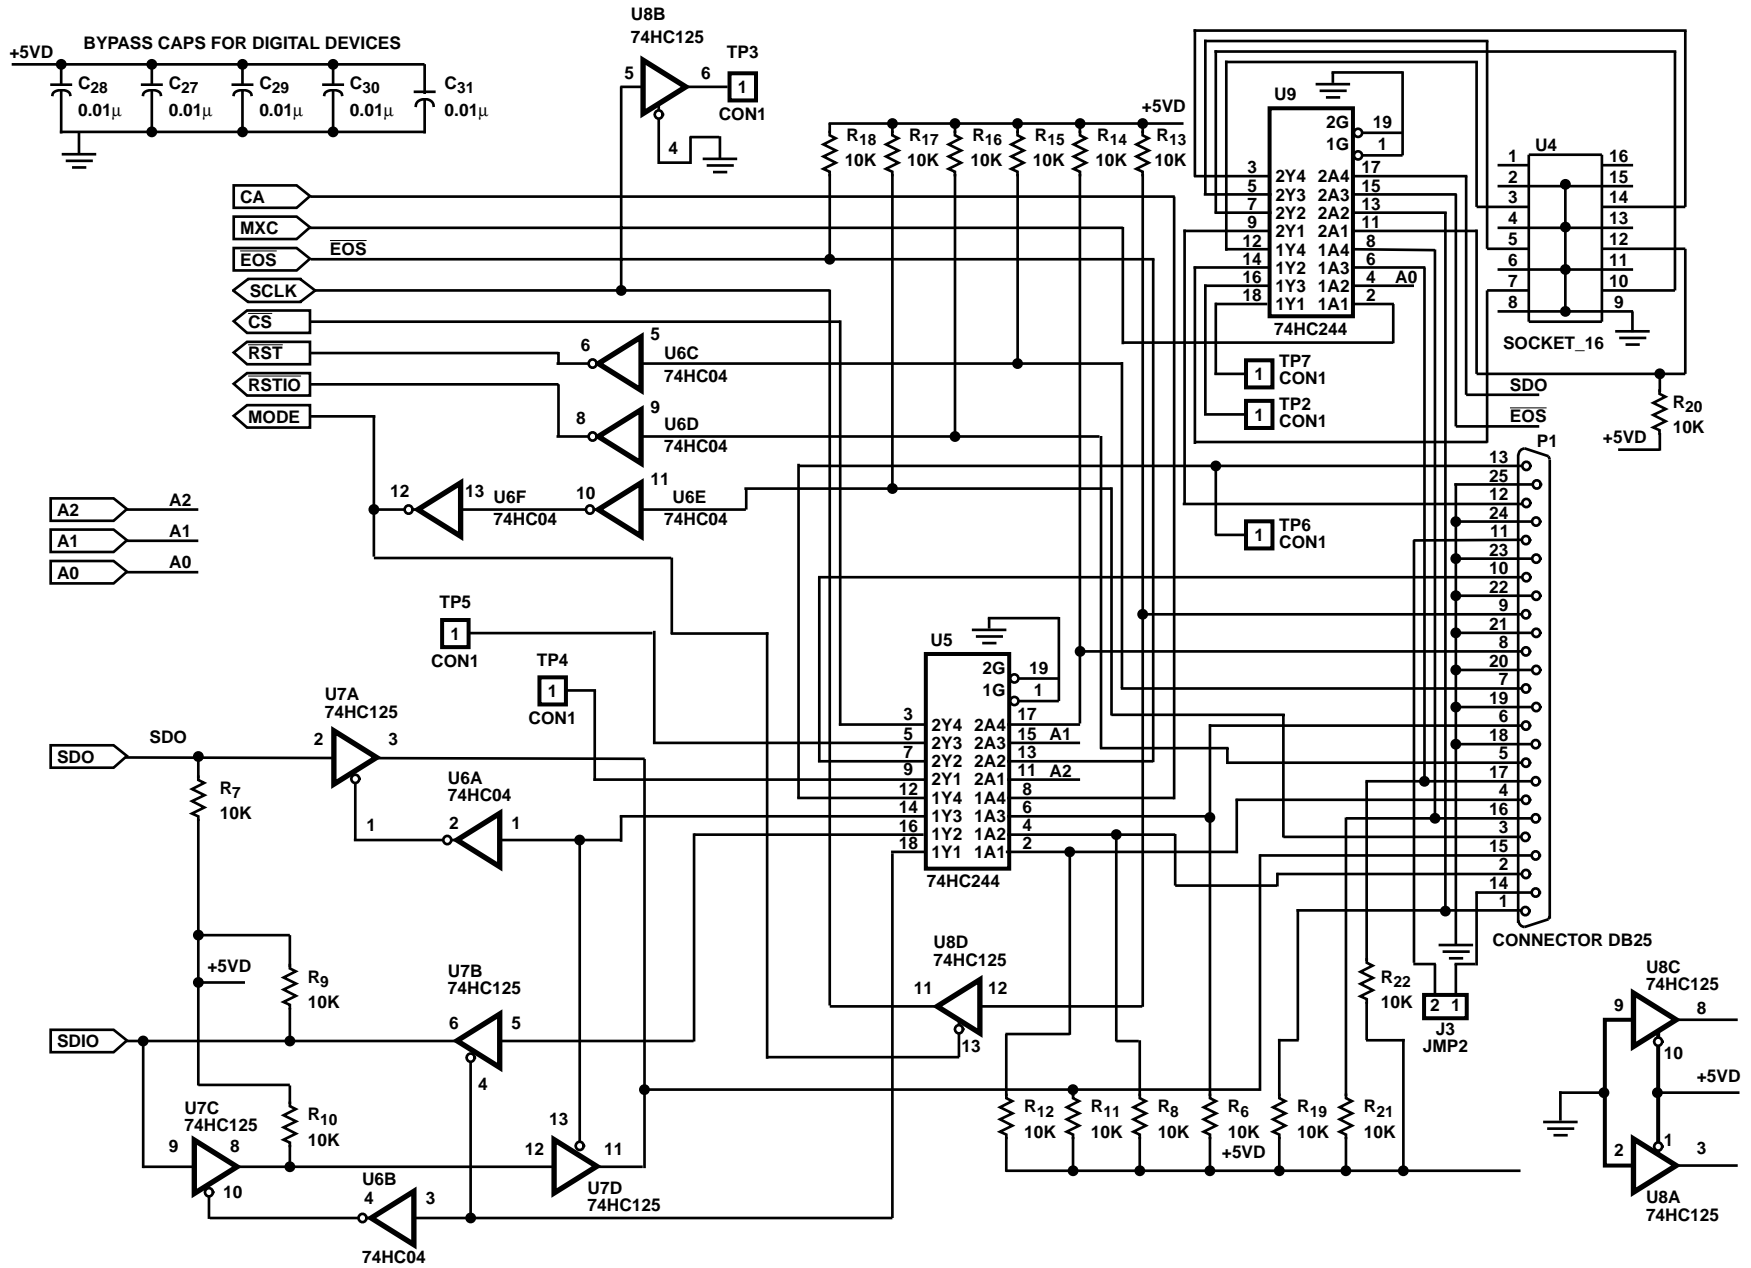 BYPASS CAPS FOR DIGITAL DEVICES
+5VD
C28
0.01µ
C27
0.01µ
C29
0.01µ
C30
0.01µ
C31
0.01µ
U8B
74HC125
5
6
4
TP3
1
CON1
+5VD
R18
10K
R17
10K
R16
10K
R15
10K
R14
10K
R13
10K
U9
2G
19
1G
1
3
2Y4
2A4
17
5
2Y3
2A3
15
7
2Y2
2A2
13
9
2Y1
2A1
11
12
1Y4
1A4
8
14
1Y2
1A3
6
16
1Y3
1A2
4
A0
18
1Y1
1A1
2
74HC244
U4
1
16
2
15
3
14
4
13
5
12
6
11
7
10
8
9
SOCKET_16
CA
MXC
EOS
EOS
SCLK
CS
RST
RSTIO
MODE
6
5
U6C
74HC04
8
9
U6D
74HC04
12
13
U6F
74HC04
10
11
U6E
74HC04
1
TP7
CON1
1
TP2
CON1
1
TP6
CON1
SDO
EOS
R20
10K
+5VD
A2
A2
A1
A1
A0
A0
P1
13
25
12
24
11
23
10
22
9
21
8
20
7
19
6
18
5
17
4
16
3
15
2
14
1
CONNECTOR DB25
TP5
1
CON1
TP4
1
CON1
U5
2G
19
1G
1
3
2Y4
2A4
17
5
2Y3
2A3
15
A1
7
2Y2
2A2
13
9
2Y1
2A1
11
A2
12
1Y4
1A4
8
14
1Y3
1A3
6
16
1Y2
1A2
4
18
1Y1
1A1
2
74HC244
SDO
SDO
U7A
74HC125
2
3
1
R7
10K
U6A
74HC04
2
1
+5VD
R9
10K
U7B
74HC125
6
5
4
SDIO
U7C
74HC125
9
8
10
R10
10K
U6B
4
3
74HC04
13
12
11
U7D
74HC125
U8D
74HC125
11
12
13
R12
10K
R11
10K
R8
10K
R6
10K
+5VD
R19
10K
R21
10K
R22
10K
2 1
J3
JMP2
U8C
74HC125
9
8
10
+5VD
1
2
3
U8A
74HC125